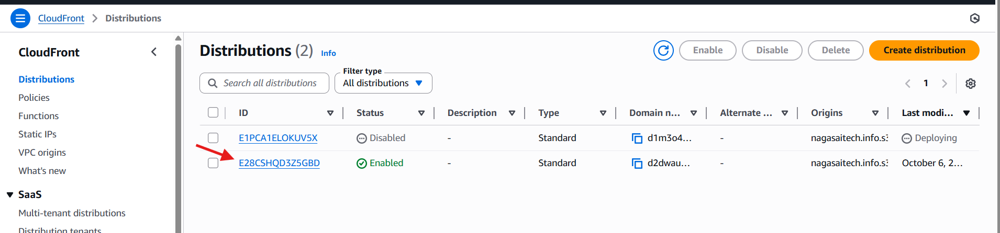 CloudFront > Distributions
CloudFront
Distributions
Policies
Functions
Static IPs
VPC origins
What's new
SaaS
Multi-tenant distributions
Distribution tenants
Distributions (2) Info
Enable Disable Delete Create distribution
Filter type
Search all distributions All distributions 1
ID Status Description Type Domain n... Alternate ... Origins Last modi...
E1PCA1ELOKUV5X Disabled - Standard d1m3o4... - nagasaitech.info.s3 Deploying
E28CSHQD3Z5GBD Enabled - Standard d2dwau... - nagasaitech.info.s3 October 6, 2...